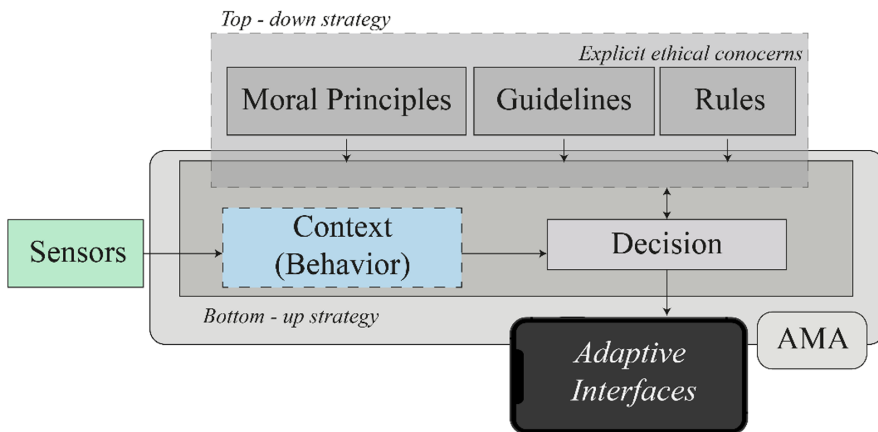 Top - down strategy
Explicit ethical conocerns
Moral Principles
Guidelines
Rules
Sensors
Context
(Behavior)
Decision
Bottom - up strategy
AMA
Adaptive
Interfaces